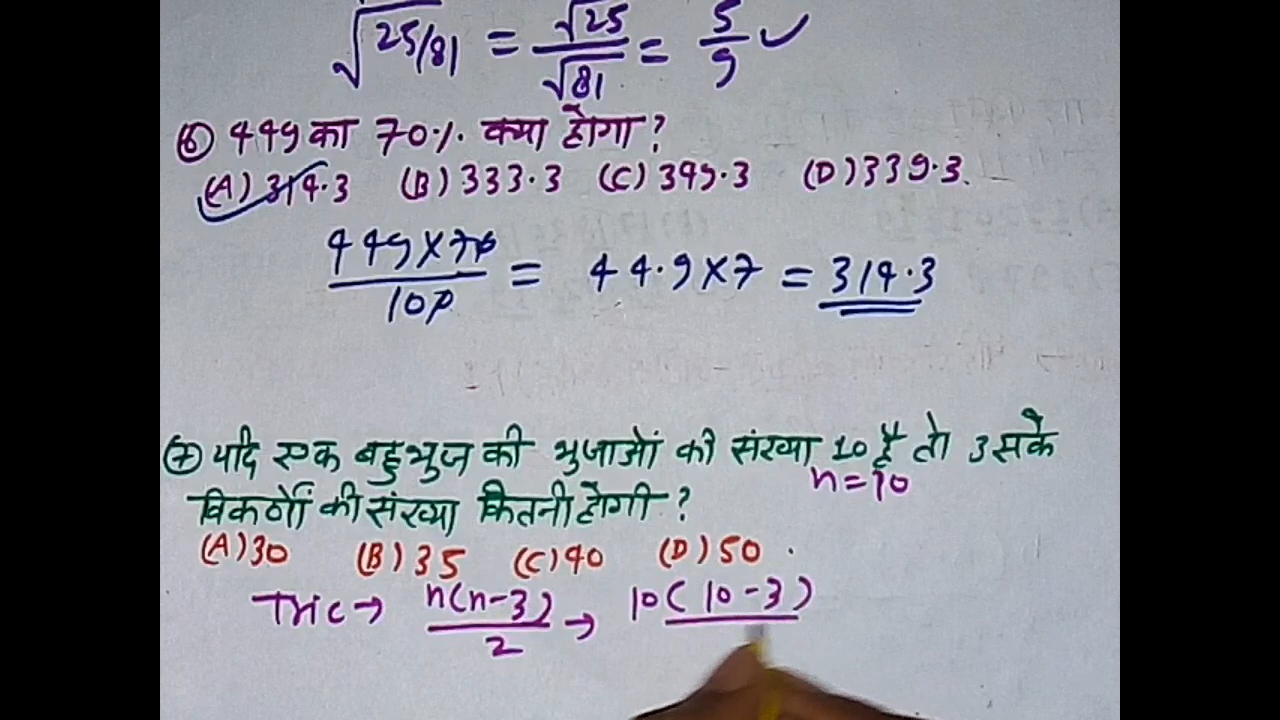 √25/81 = √25/√81 = 5/9 ✓
(6) 449 का 70% क्या होगा?
(A) 314.3 (B) 333.3 (C) 349.3 (D) 339.3
449×70/100 = 44.9×7 = 314.3
(7) यदि एक बहुभुज की भुजाओं की संख्या 10 है तो उसके
n=10
विकर्णों की संख्या कितनी होगी?
(A) 30 (B) 35 (C) 40 (D) 50
Tric → n(n-3)/2 → 10(10-3)